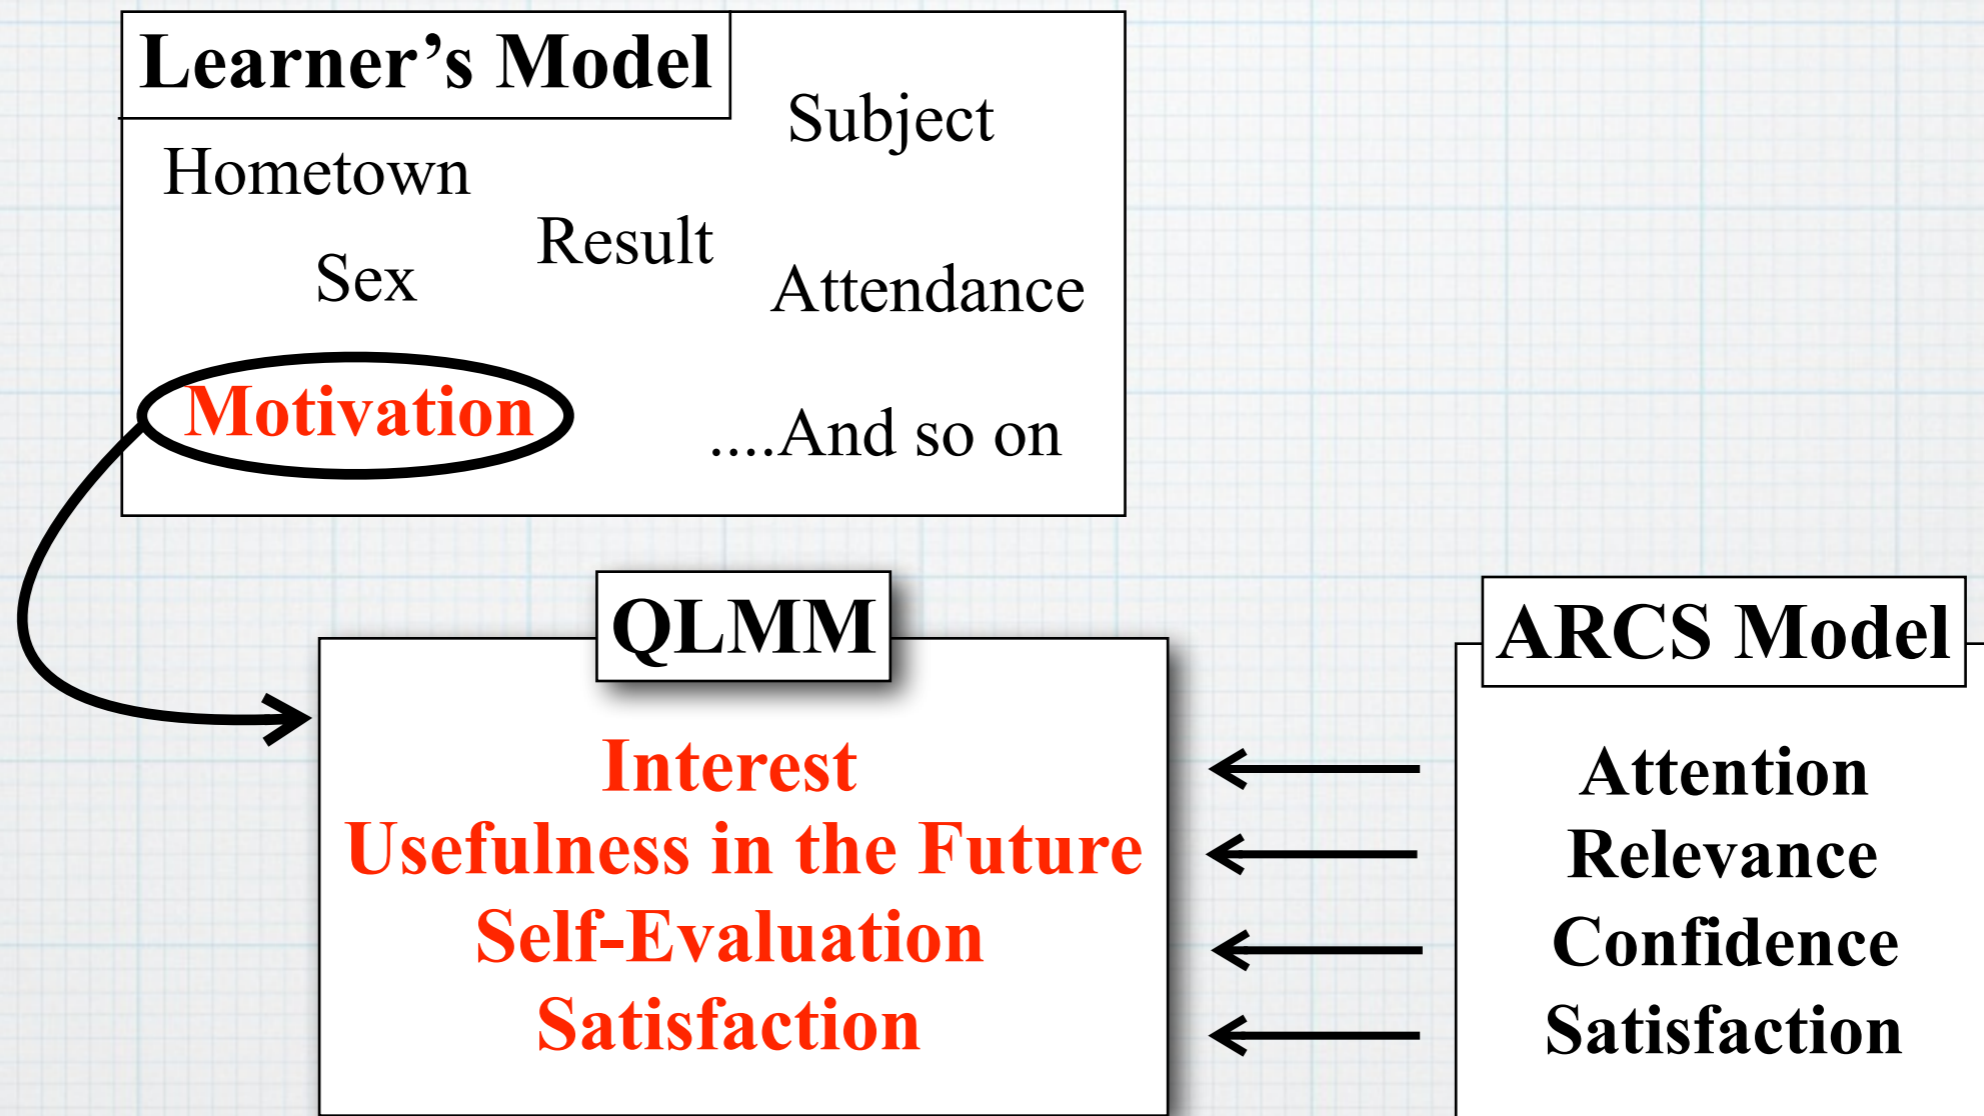 Learner’s Model
Subject
Hometown
Result
Sex
Attendance
Motivation
....And so on
QLMM
Interest
Usefulness in the Future
Self-Evaluation
Satisfaction
ARCS Model
Attention
Relevance
Confidence
Satisfaction